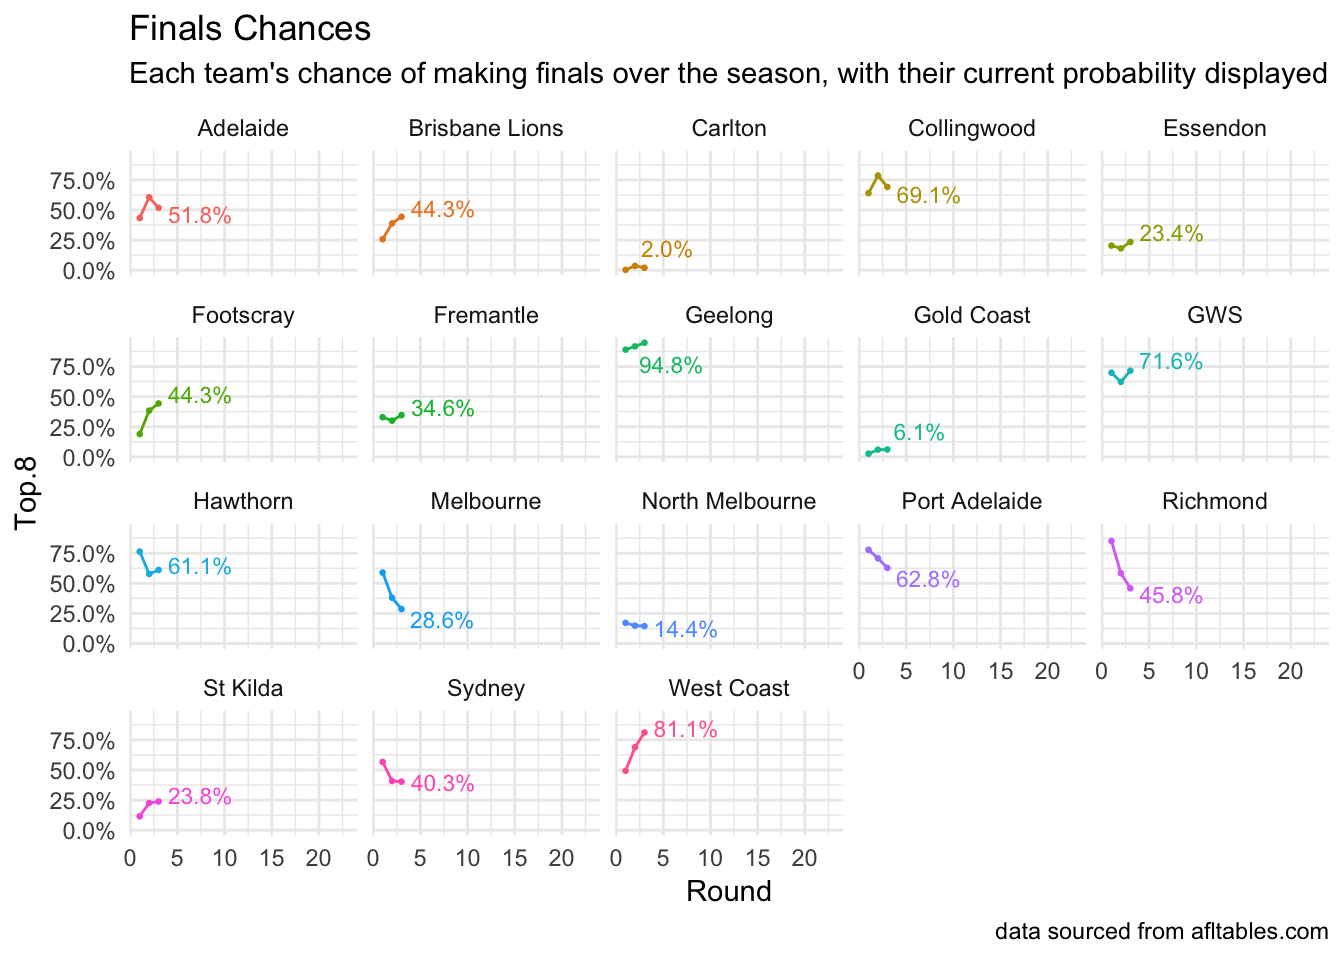 Finals Chances
Each team's chance of making finals over the season, with their current probability displayed
Adelaide Brisbane Lions Carlton Collingwood Essendon
75.0%
50.0%
25.0%
0.0%
51.8% 44.3% 2.0% 69.1% 23.4%
Footscray Fremantle Geelong Gold Coast GWS
75.0%
50.0%
25.0%
0.0%
44.3% 34.6% 94.8% 6.1% 71.6%
Top.8
Hawthorn Melbourne North Melbourne Port Adelaide Richmond
75.0%
50.0%
25.0%
0.0%
61.1% 28.6% 14.4% 62.8% 45.8%
0 5 10 15 20 0 5 10 15 20
St Kilda Sydney West Coast
75.0%
50.0%
25.0%
0.0%
23.8% 40.3% 81.1%
0 5 10 15 20 0 5 10 15 20 0 5 10 15 20
Round
data sourced from afltables.com